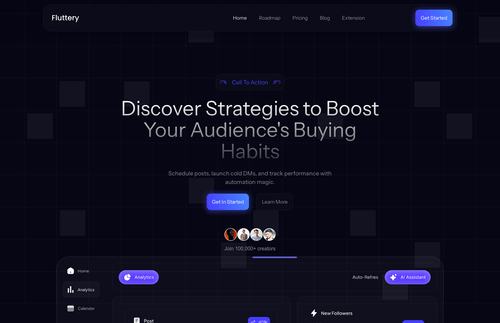 Fluttery
Home Roadmap Pricing Blog Extension
Get Started
Call To Action
Discover Strategies to Boost
Your Audience's Buying
Habits
Schedule posts, launch cold DMs, and track performance with
automation magic.
Get In Started Learn More
Join 100,000+ creators
Home
Analytics
Auto-Refres
AI Assistant
Analytics
Calender
Post
New Followers